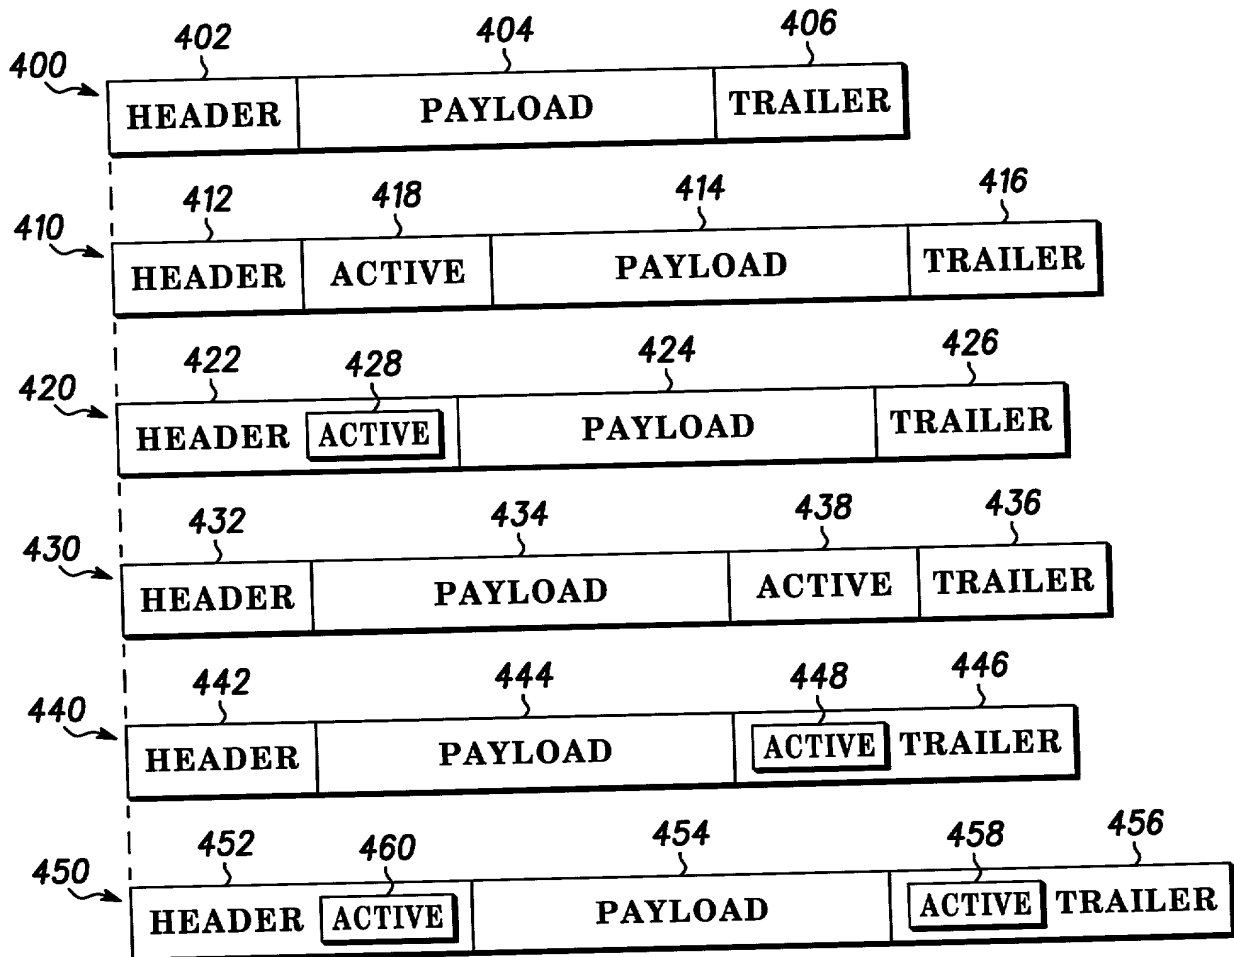 402 404 406
400
HEADER PAYLOAD TRAILER
412 418 414 416
410
HEADER ACTIVE PAYLOAD TRAILER
422 428 424 426
420
HEADER ACTIVE PAYLOAD TRAILER
432 434 438 436
430
HEADER PAYLOAD ACTIVE TRAILER
442 444 448 446
440
HEADER PAYLOAD ACTIVE TRAILER
452 460 454 458 456
450
HEADER ACTIVE PAYLOAD ACTIVE TRAILER